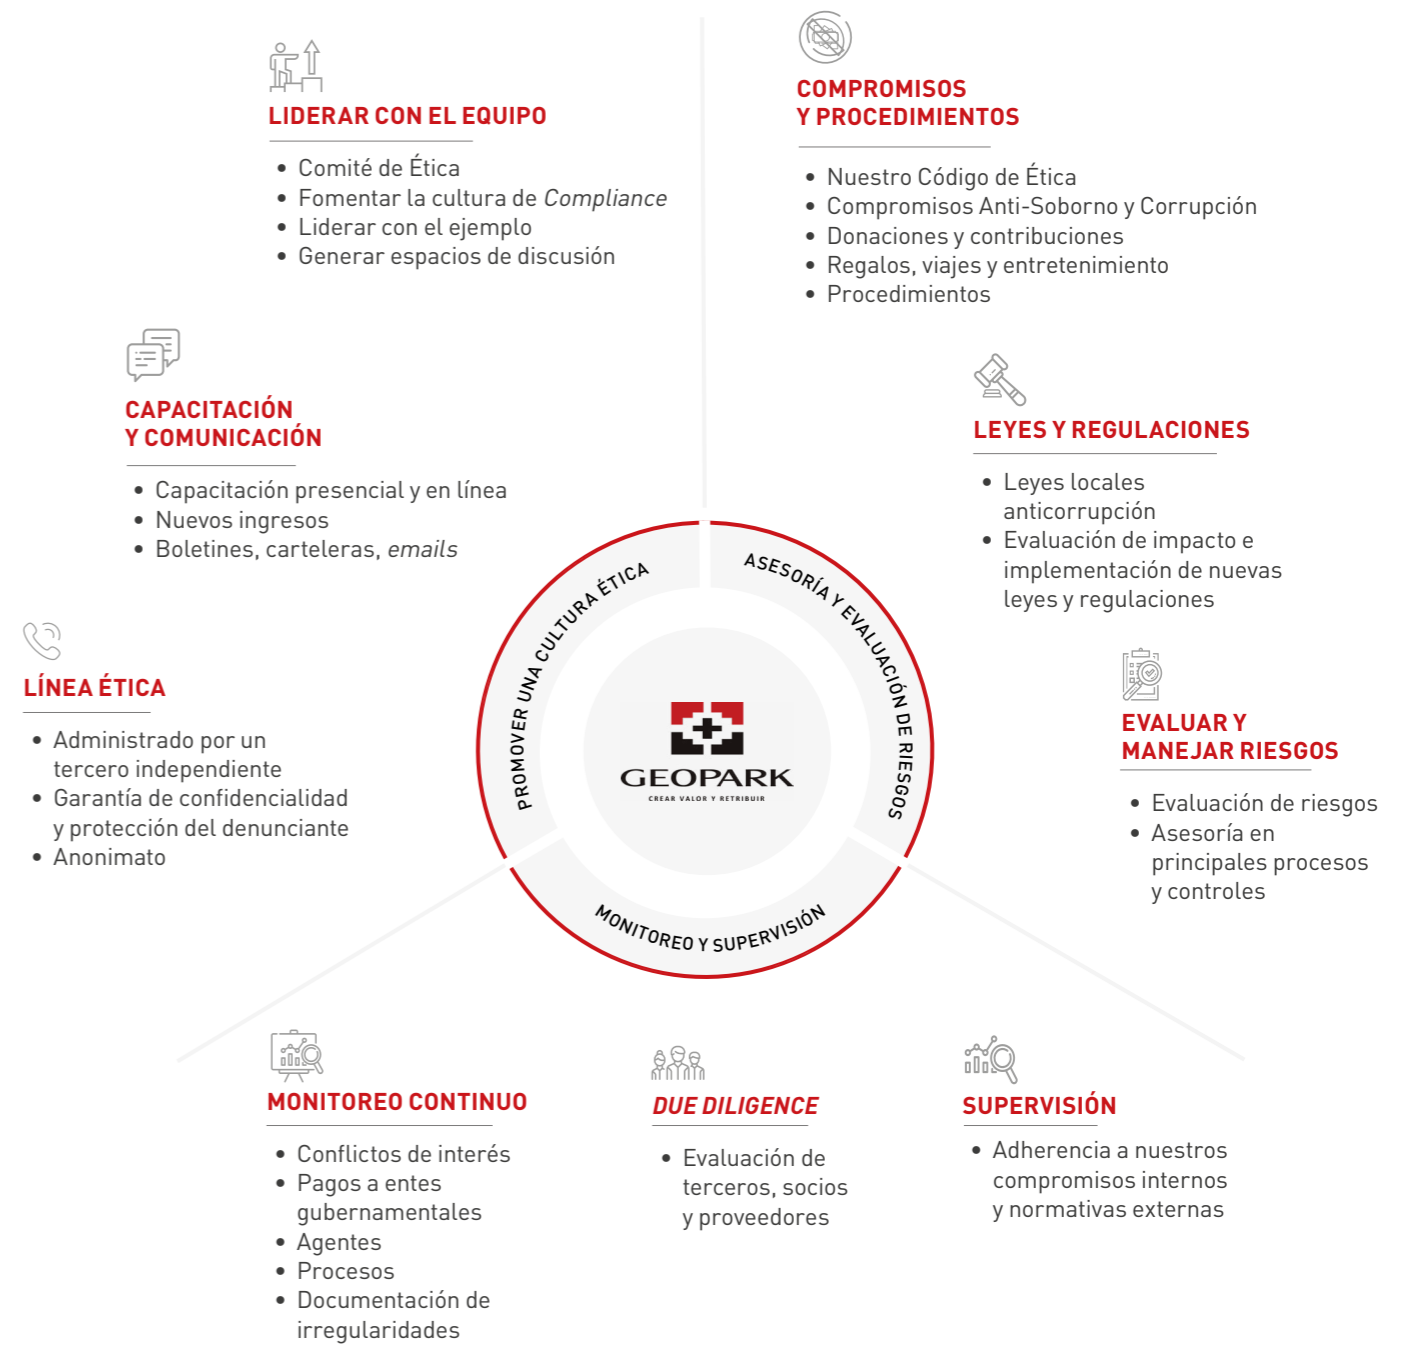 LIDERAR CON EL EQUIPO
• Comité de Ética
• Fomentar la cultura de Compliance
• Liderar con el ejemplo
• Generar espacios de discusión
CAPACITACIÓN
Y COMUNICACIÓN
• Capacitación presencial y en línea
• Nuevos ingresos
• Boletines, carteleras, emails
LÍNEA ÉTICA
• Administrado por un
tercero independiente
• Garantía de confidencialidad
y protección del denunciante
• Anonimato
COMPROMISOS
Y PROCEDIMIENTOS
• Nuestro Código de Ética
• Compromisos Anti-Soborno y Corrupción
• Donaciones y contribuciones
• Regalos, viajes y entretenimiento
• Procedimientos
LEYES Y REGULACIONES
• Leyes locales
anticorrupción
• Evaluación de impacto e
implementación de nuevas
leyes y regulaciones
EVALUAR Y
MANEJAR RIESGOS
• Evaluación de riesgos
• Asesoría en
principales procesos
y controles
PROMOVER UNA CULTURA ÉTICA
ASESORÍA Y EVALUACIÓN DE RIESGOS
MONITOREO Y SUPERVISIÓN
GEOPARK
CREAR VALOR Y RETRIBUIR
MONITOREO CONTINUO
• Conflictos de interés
• Pagos a entes
gubernamentales
• Agentes
• Procesos
• Documentación de
irregularidades
DUE DILIGENCE
• Evaluación de
terceros, socios
y proveedores
SUPERVISIÓN
• Adherencia a nuestros
compromisos internos
y normativas externas